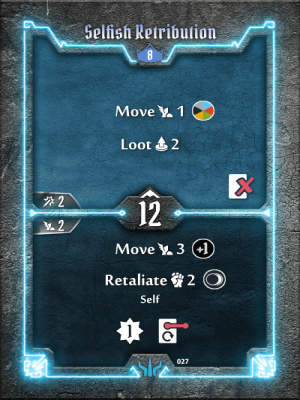 Selfish Retribution
8
Move 1
Loot 2
2
12
2
Move 3 +1
Retaliate 2
Self
1
027